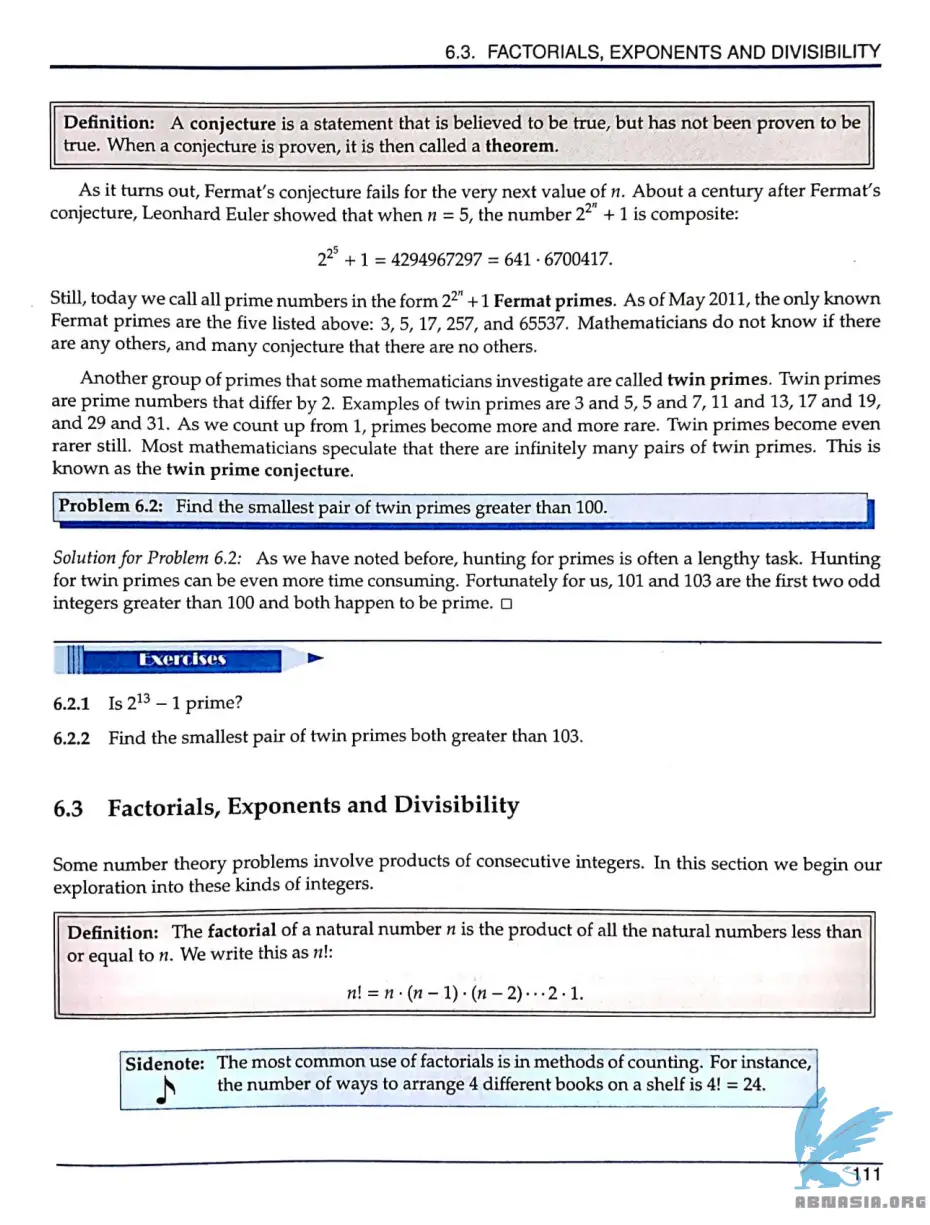 6.3. FACTORIALS, EXPONENTS AND DIVISIBILITY
Definition: A conjecture is a statement that is believed to be true, but has not been proven to be
true. When a conjecture is proven, it is then called a theorem.
As it turns out, Fermat's conjecture fails for the very next value of n. About a century after Fermat's
conjecture, Leonhard Euler showed that when n = 5, the number 2^{2^n} + 1 is composite:
2^{2^5} + 1 = 4294967297 = 641 · 6700417.
Still, today we call all prime numbers in the form 2^{2^n} + 1 Fermat primes. As of May 2011, the only known
Fermat primes are the five listed above: 3, 5, 17, 257, and 65537. Mathematicians do not know if there
are any others, and many conjecture that there are no others.
Another group of primes that some mathematicians investigate are called twin primes. Twin primes
are prime numbers that differ by 2. Examples of twin primes are 3 and 5, 5 and 7, 11 and 13, 17 and 19,
and 29 and 31. As we count up from 1, primes become more and more rare. Twin primes become even
rarer still. Most mathematicians speculate that there are infinitely many pairs of twin primes. This is
known as the twin prime conjecture.
Problem 6.2: Find the smallest pair of twin primes greater than 100.
Solution for Problem 6.2: As we have noted before, hunting for primes is often a lengthy task. Hunting
for twin primes can be even more time consuming. Fortunately for us, 101 and 103 are the first two odd
integers greater than 100 and both happen to be prime. □
Exercises
6.2.1 Is 2^{13} − 1 prime?
6.2.2 Find the smallest pair of twin primes both greater than 103.
6.3 Factorials, Exponents and Divisibility
Some number theory problems involve products of consecutive integers. In this section we begin our
exploration into these kinds of integers.
Definition: The factorial of a natural number n is the product of all the natural numbers less than
or equal to n. We write this as n!:
n! = n · (n − 1) · (n − 2) ··· 2 · 1.
Sidenote: The most common use of factorials is in methods of counting. For instance,
the number of ways to arrange 4 different books on a shelf is 4! = 24.
111
ABNASIA.ORG